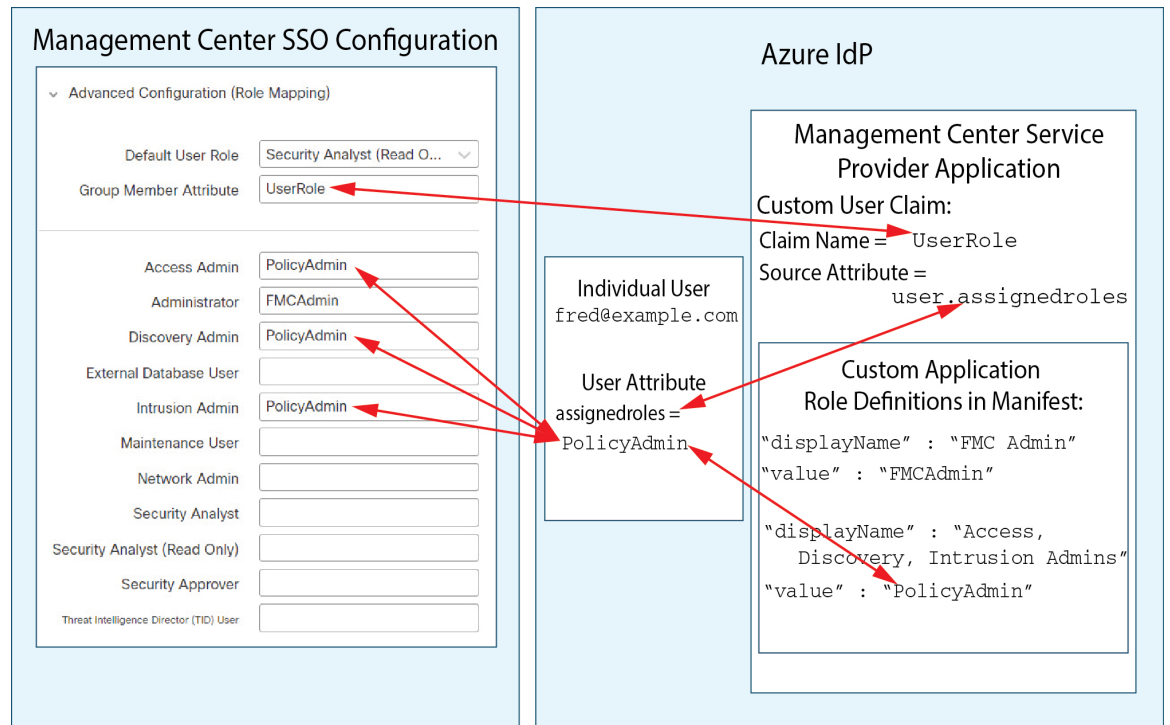 Management Center SSO Configuration
Advanced Configuration (Role Mapping)
Default User Role Security Analyst (Read O...
Group Member Attribute UserRole
Access Admin PolicyAdmin
Administrator FMCAdmin
Discovery Admin PolicyAdmin
External Database User
Intrusion Admin PolicyAdmin
Maintenance User
Network Admin
Security Analyst
Security Analyst (Read Only)
Security Approver
Threat Intelligence Director (TID) User
Azure IdP
Individual User
fred@example.com
User Attribute
assignedroles =
PolicyAdmin
Management Center Service
Provider Application
Custom User Claim:
Claim Name = UserRole
Source Attribute =
user.assignedroles
Custom Application
Role Definitions in Manifest:
“displayName” : “FMC Admin”
“value” : “FMCAdmin”
“displayName” : “Access,
Discovery, Intrusion Admins”
“value” : “PolicyAdmin”